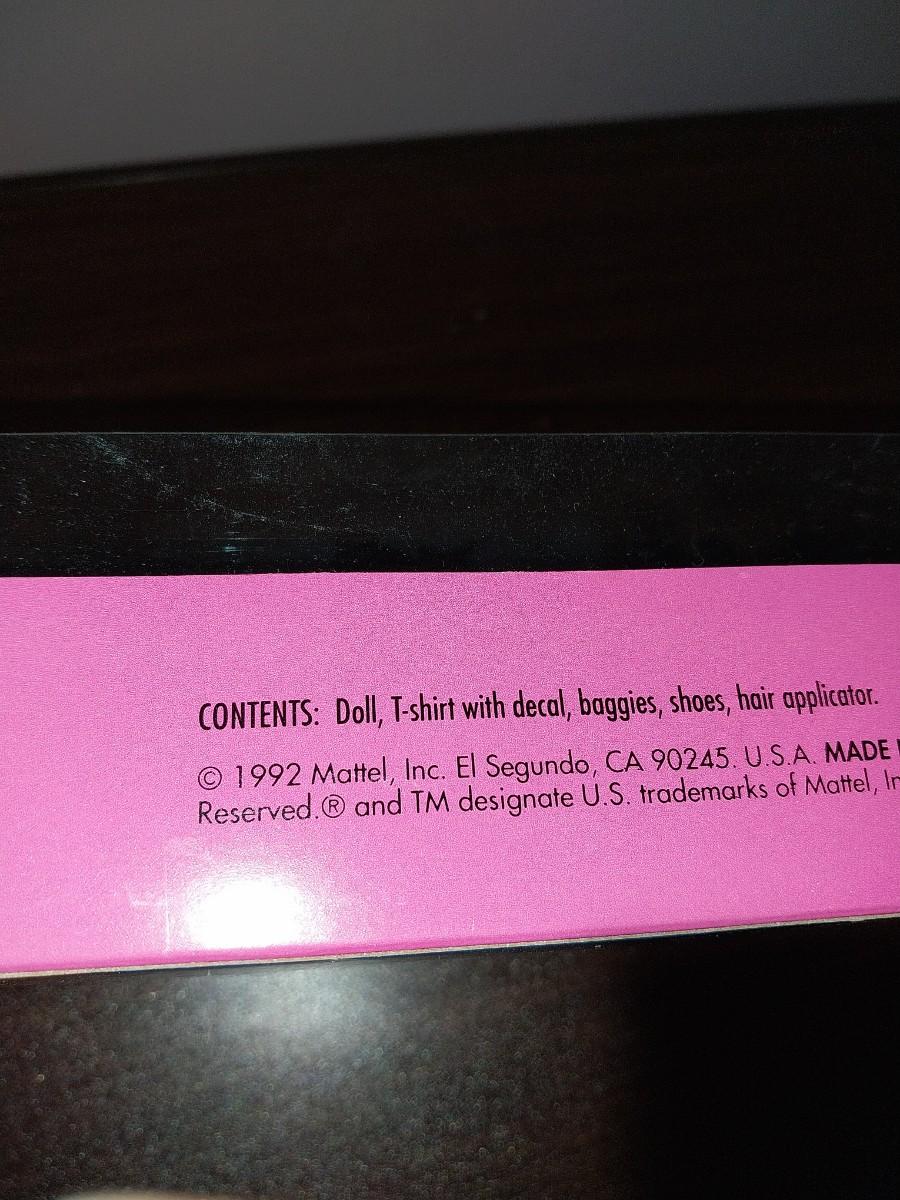 CONTENTS: Doll, T-shirt with decal, baggies, shoes, hair applicator.
© 1992 Mattel, Inc. El Segundo, CA 90245. U.S.A. MADE
Reserved.® and TM designate U.S. trademarks of Mattel,